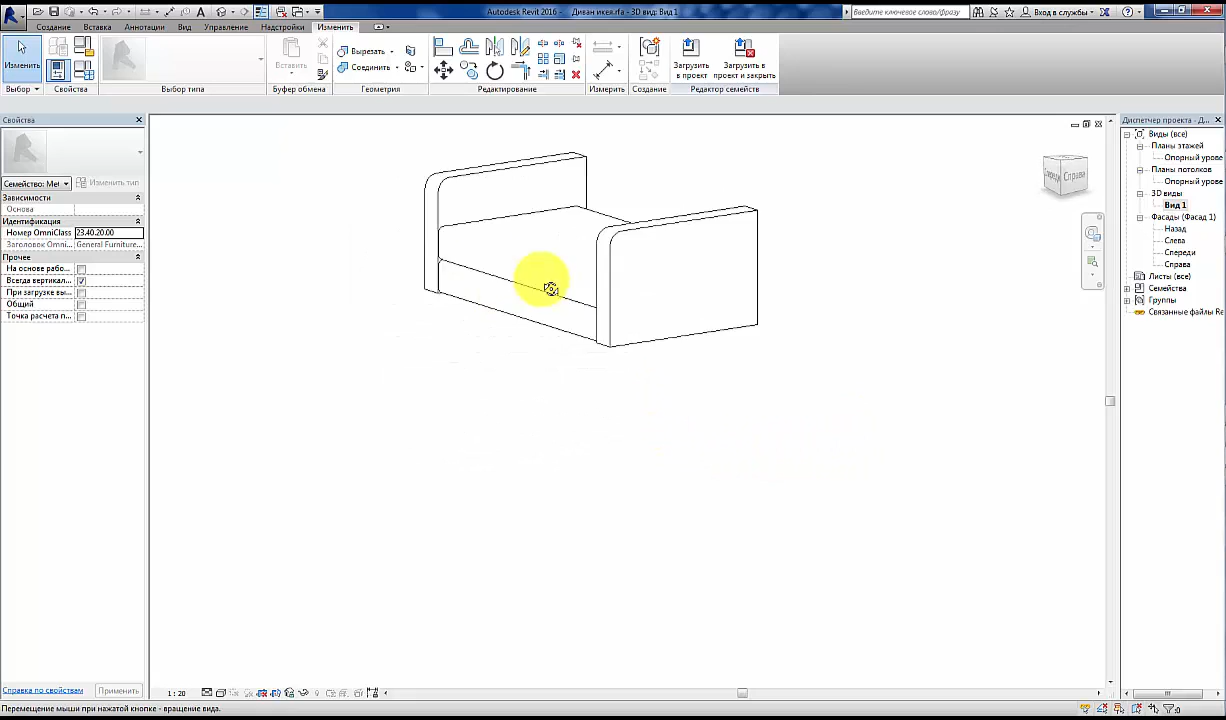 Autodesk Revit 2016 - Диван икея.rfa - 3D вид: Вид 1
Введите ключевое слово/фразу
Вход в службы
Создание Вставка Аннотации Вид Управление Надстройки Изменить
Изменить
Вставить
Вырезать
Соединить
Загрузить в проект
Загрузить в проект и закрыть
Выбор Свойства Выбор типа Буфер обмена Геометрия Редактирование Измерить Создание Редактор семейств
Свойства
Семейство: Mef
Изменить тип
Зависимости
Основа
Идентификация
Номер OmniClass 23.40.20.00
Заголовок Omni... General Furniture...
Прочее
На основе рабо...
Всегда вертикал...
При загрузке вы...
Общий
Точка расчета п...
Справка по свойствам
Применить
Спереди
Справа
Диспетчер проекта - Д...
Виды (все)
Планы этажей
Опорный урове
Планы потолков
Опорный урове
3D виды
Вид 1
Фасады (Фасад 1)
Назад
Слева
Спереди
Справа
Листы (все)
Семейства
Группы
Связанные файлы Re
1 : 20
Перемещение мыши при нажатой кнопке - вращение вида.
:0